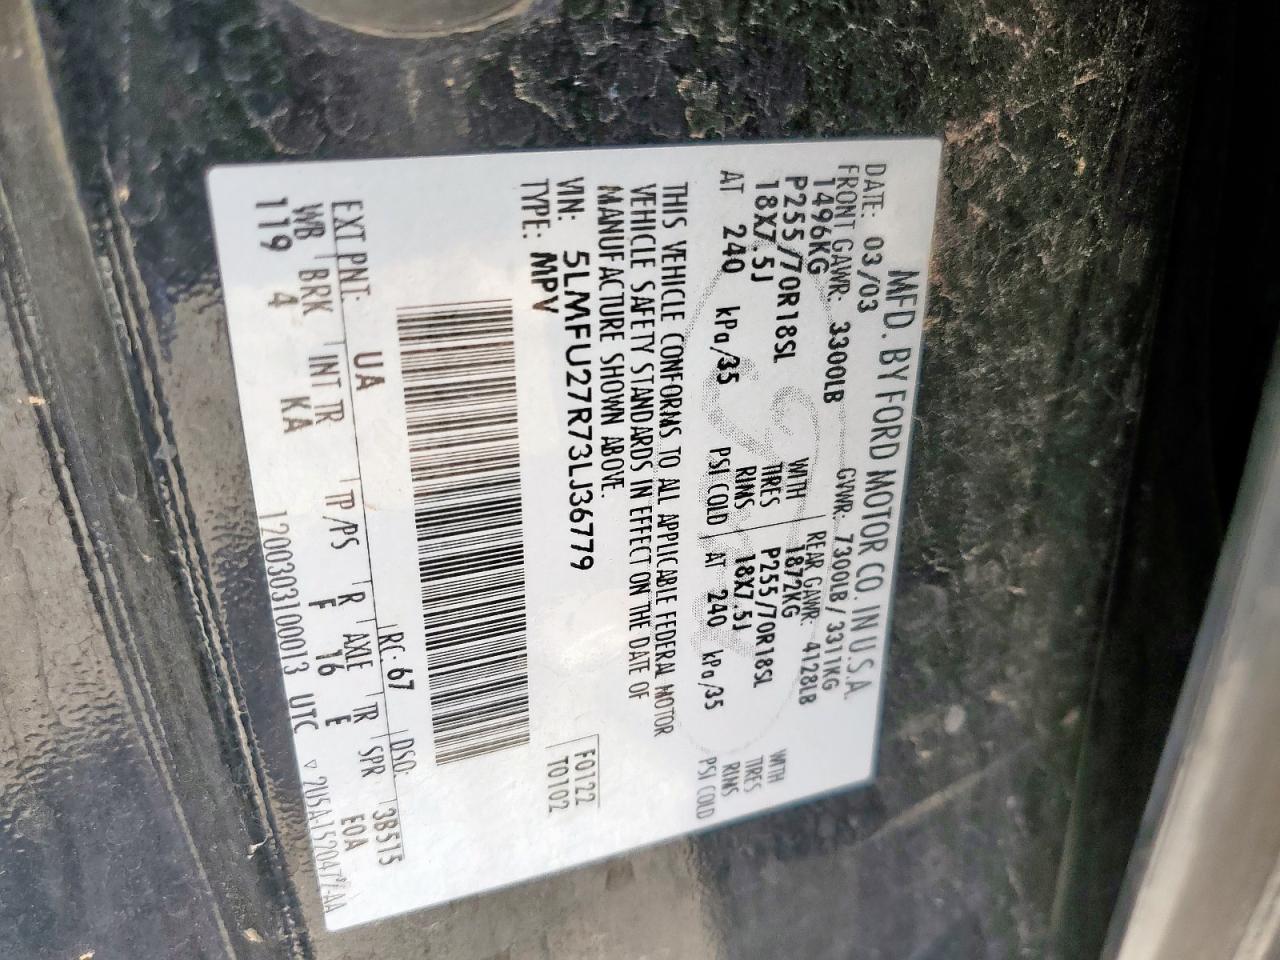 MFD. BY FORD MOTOR CO. IN U.S.A.
DATE: 03/03 GVWR: 7300LB / 3311KG
FRONT GAWR: 3300LB REAR GAWR: 4128LB
1496KG WITH 1872KG WITH
P255/70R18SL TIRES P255/70R18SL TIRES
18X7.5J RIMS 18X7.5J RIMS
AT 240 kPa/35 PSI COLD AT 240 kPa/35 PSI COLD
THIS VEHICLE CONFORMS TO ALL APPLICABLE FEDERAL MOTOR
VEHICLE SAFETY STANDARDS IN EFFECT ON THE DATE OF
MANUFACTURE SHOWN ABOVE.
VIN: 5LMFU27R73LJ36779 F0122
TYPE: MPV T0102
EXT PNT: UA RC: 67 DSO: 3B515
WB BRK INT TR TP/PS R AXLE TR SPR E0A
119 4 KA F 16 E
1200303100013 UTC